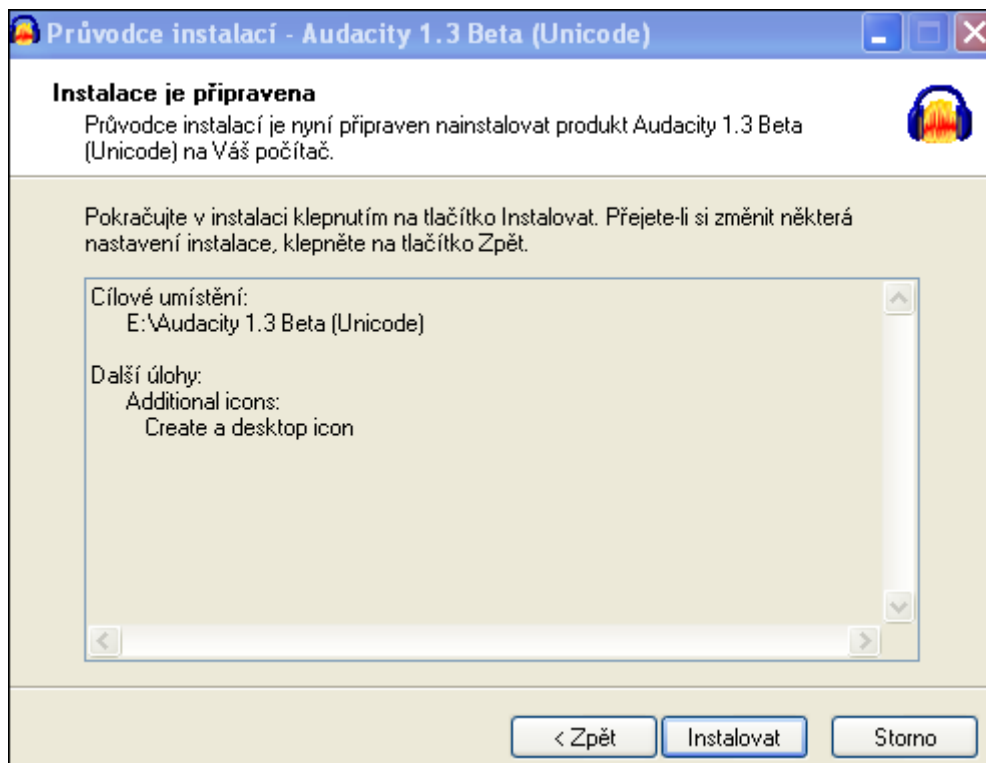 Průvodce instalací - Audacity 1.3 Beta (Unicode)
Instalace je připravena
Průvodce instalací je nyní připraven nainstalovat produkt Audacity 1.3 Beta
(Unicode) na Váš počítač.
Pokračujte v instalaci klepnutím na tlačítko Instalovat. Přejete-li si změnit některá
nastavení instalace, klepněte na tlačítko Zpět.
Cílové umístění:
E:\Audacity 1.3 Beta (Unicode)
Další úlohy:
Additional icons:
Create a desktop icon
< Zpět
Instalovat
Storno